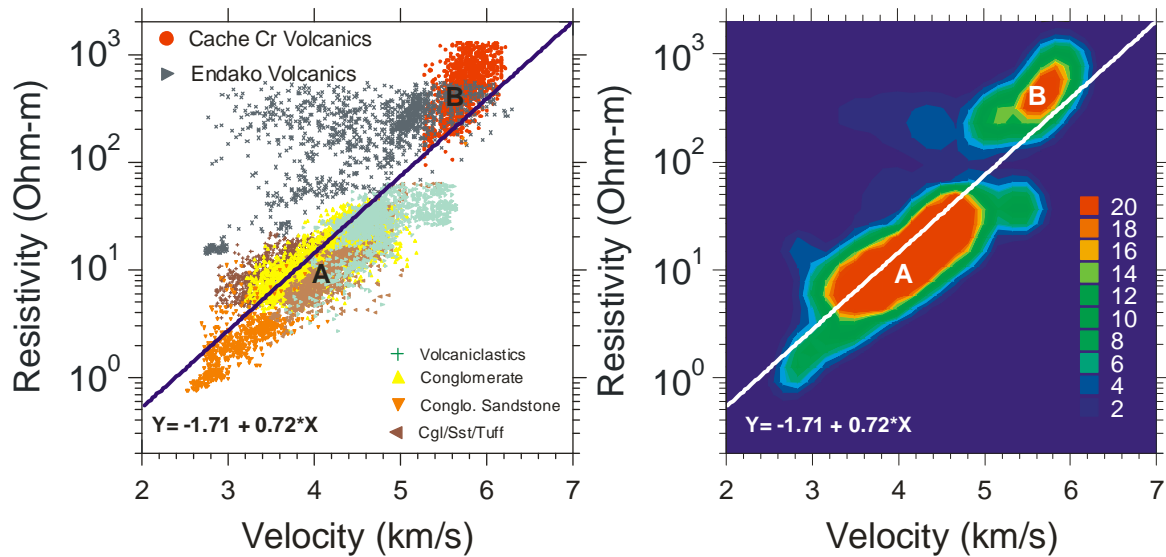 Resistivity (Ohm-m)
10³
10²
10¹
10⁰
Cache Cr Volcanics
Endako Volcanics
B
A
Volcaniclastics
Conglomerate
Conglo. Sandstone
Cgl/Sst/Tuff
Y= -1.71 + 0.72*X
2 3 4 5 6 7
Velocity (km/s)
Resistivity (Ohm-m)
10³
10²
10¹
10⁰
B
A
20
18
16
14
12
10
8
6
4
2
Y= -1.71 + 0.72*X
2 3 4 5 6 7
Velocity (km/s)